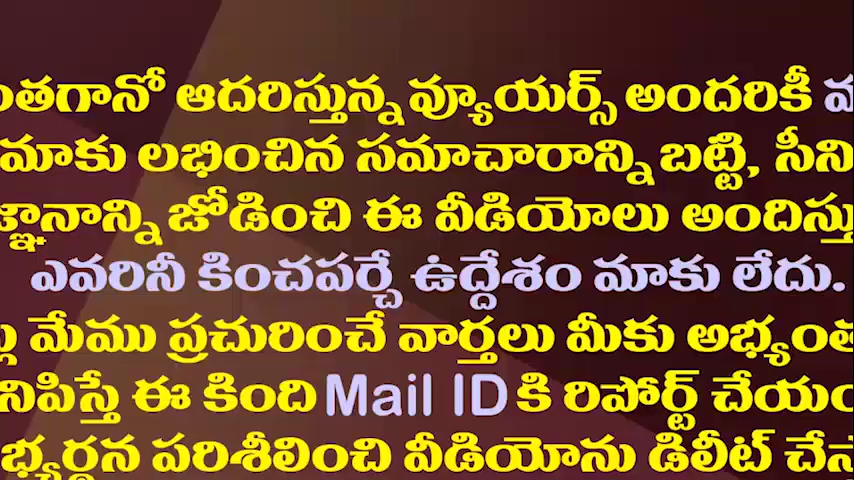 ఎంతగానో ఆదరిస్తున్న వ్యూయర్స్ అందరికీ
మాకు లభించిన సమాచారాన్ని బట్టి, సీని
జ్ఞానాన్ని జోడించి ఈ వీడియోలు అందిస్తు
ఎవరినీ కించపర్చే ఉద్దేశం మాకు లేదు.
మేము ప్రచురించే వార్తలు మీకు అభ్యంత
నిపిస్తే ఈ కింది Mail ID కి రిపోర్ట్ చేయం
భ్యర్థన పరిశీలించి వీడియోను డిలీట్ చేస